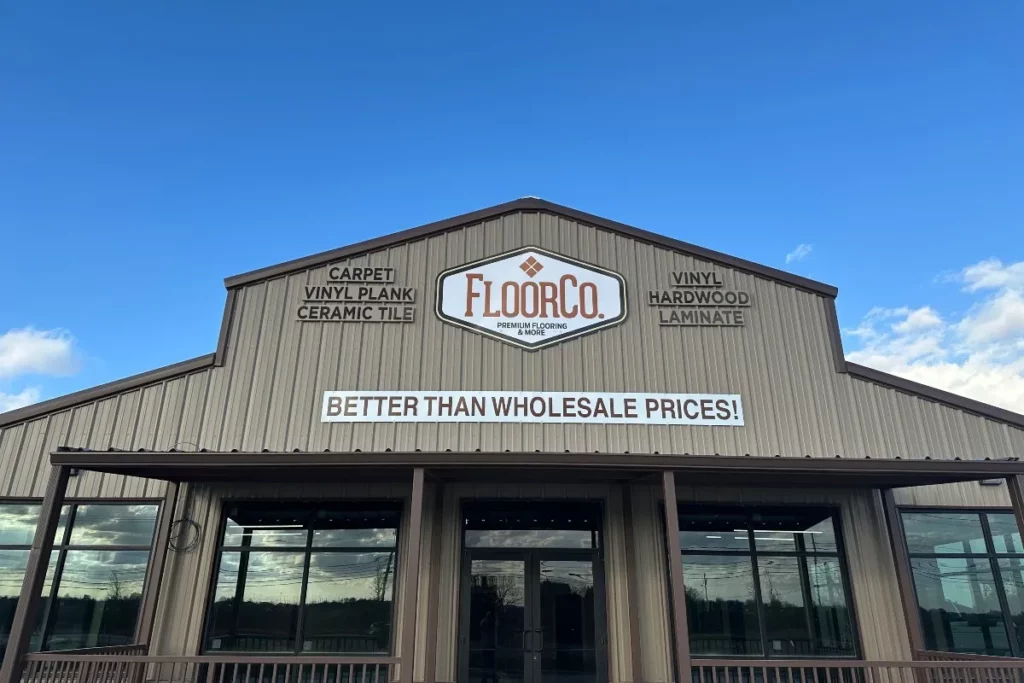 CARPET
VINYL PLANK
CERAMIC TILE
FLOORCO.
PREMIUM FLOORING
& MORE
VINYL
HARDWOOD
LAMINATE
BETTER THAN WHOLESALE PRICES!